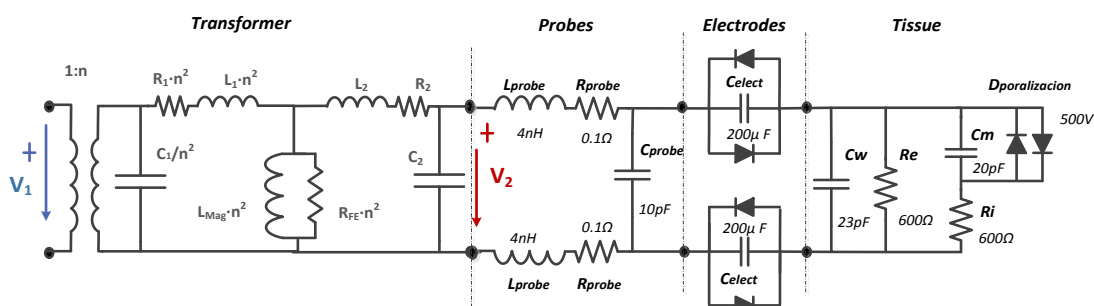 Transformer
Probes
Electrodes
Tissue
1:n
R1·n²
L1·n²
L2
R2
Lprobe
Rprobe
Celect
Dporalizacion
4nH
0.1Ω
200µ F
500V
+
V1
C1/n²
C2
+
V2
Cprobe
10pF
Cw
23pF
Re
600Ω
Cm
20pF
Ri
600Ω
LMag·n²
RFE·n²
4nH
0.1Ω
200µ F
Lprobe
Rprobe
Celect